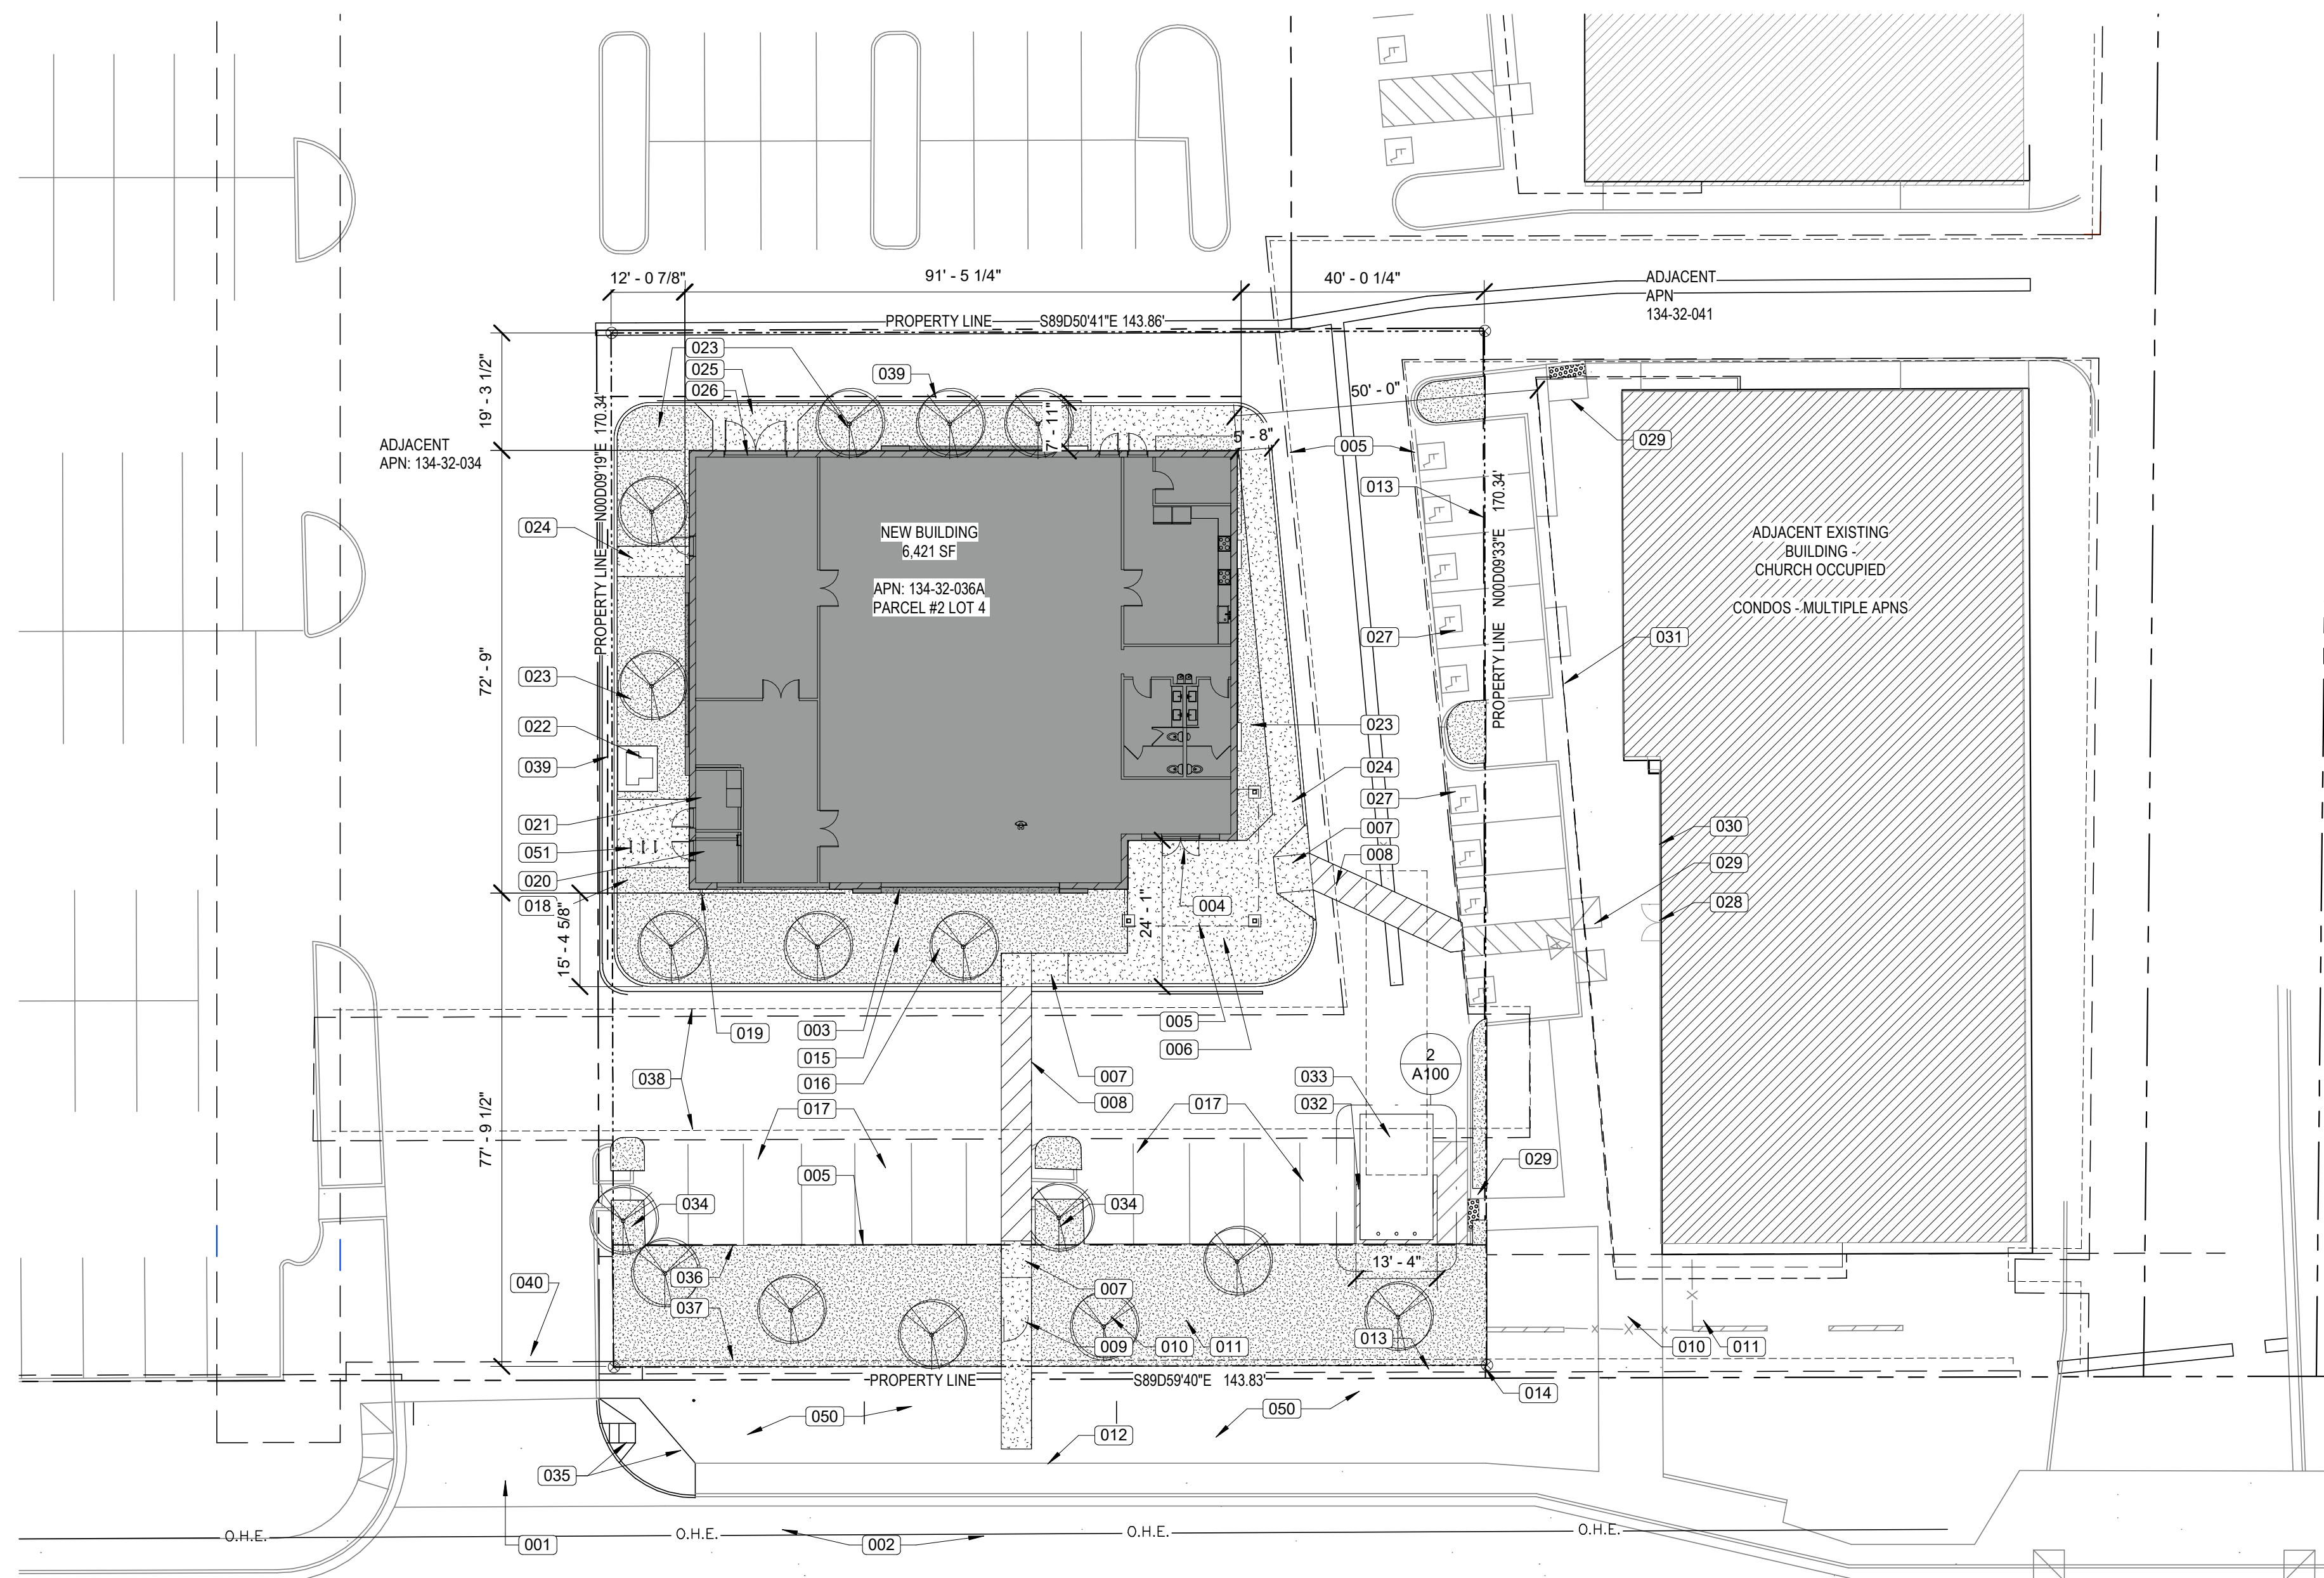 12' - 0 7/8"
91' - 5 1/4"
40' - 0 1/4"
ADJACENT
APN
134-32-041
PROPERTY LINE S89D50'41"E 143.86'
19' - 3 1/2"
023
025
026
039
7' - 11"
50' - 0"
5' - 8"
005
029
ADJACENT
APN: 134-32-034
PROPERTY LINE N00D09'19"E 170.34'
013
PROPERTY LINE N00D09'33"E 170.34'
024
NEW BUILDING
6,421 SF
APN: 134-32-036A
PARCEL #2 LOT 4
ADJACENT EXISTING
BUILDING -
CHURCH OCCUPIED
CONDOS - MULTIPLE APNS
027
031
72' - 9"
023
022
039
023
024
027
021
051
020
018
007
008
030
029
028
004
15' - 4 5/8"
24' - 1"
019
003
015
016
005
006
038
017
007
008
017
033
032
2
A100
77' - 9 1/2"
005
029
034
034
13' - 4"
036
037
040
007
009
010
011
013
010
011
PROPERTY LINE S89D59'40"E 143.83'
014
050
050
012
035
O.H.E.
O.H.E.
O.H.E.
O.H.E.
001
002